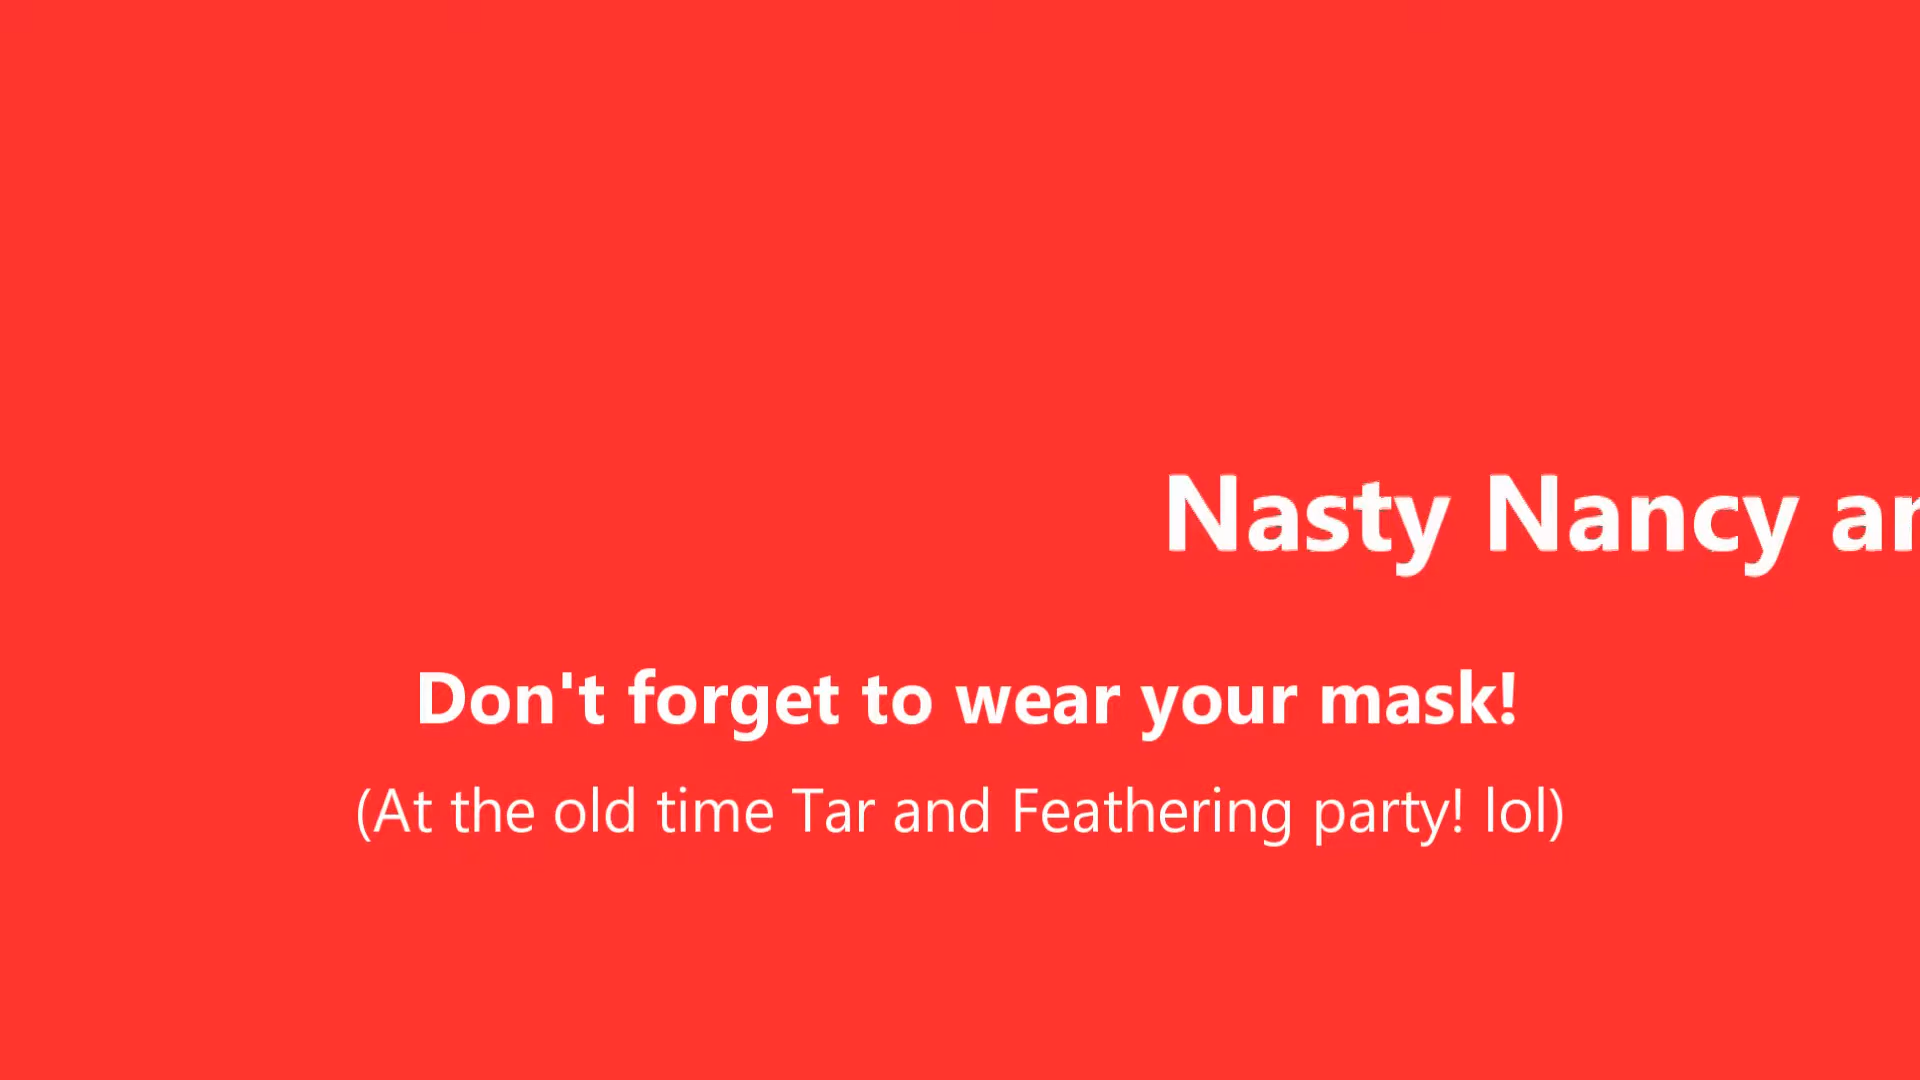 Nasty Nancy
Don't forget to wear your mask!
(At the old time Tar and Feathering party! lol)